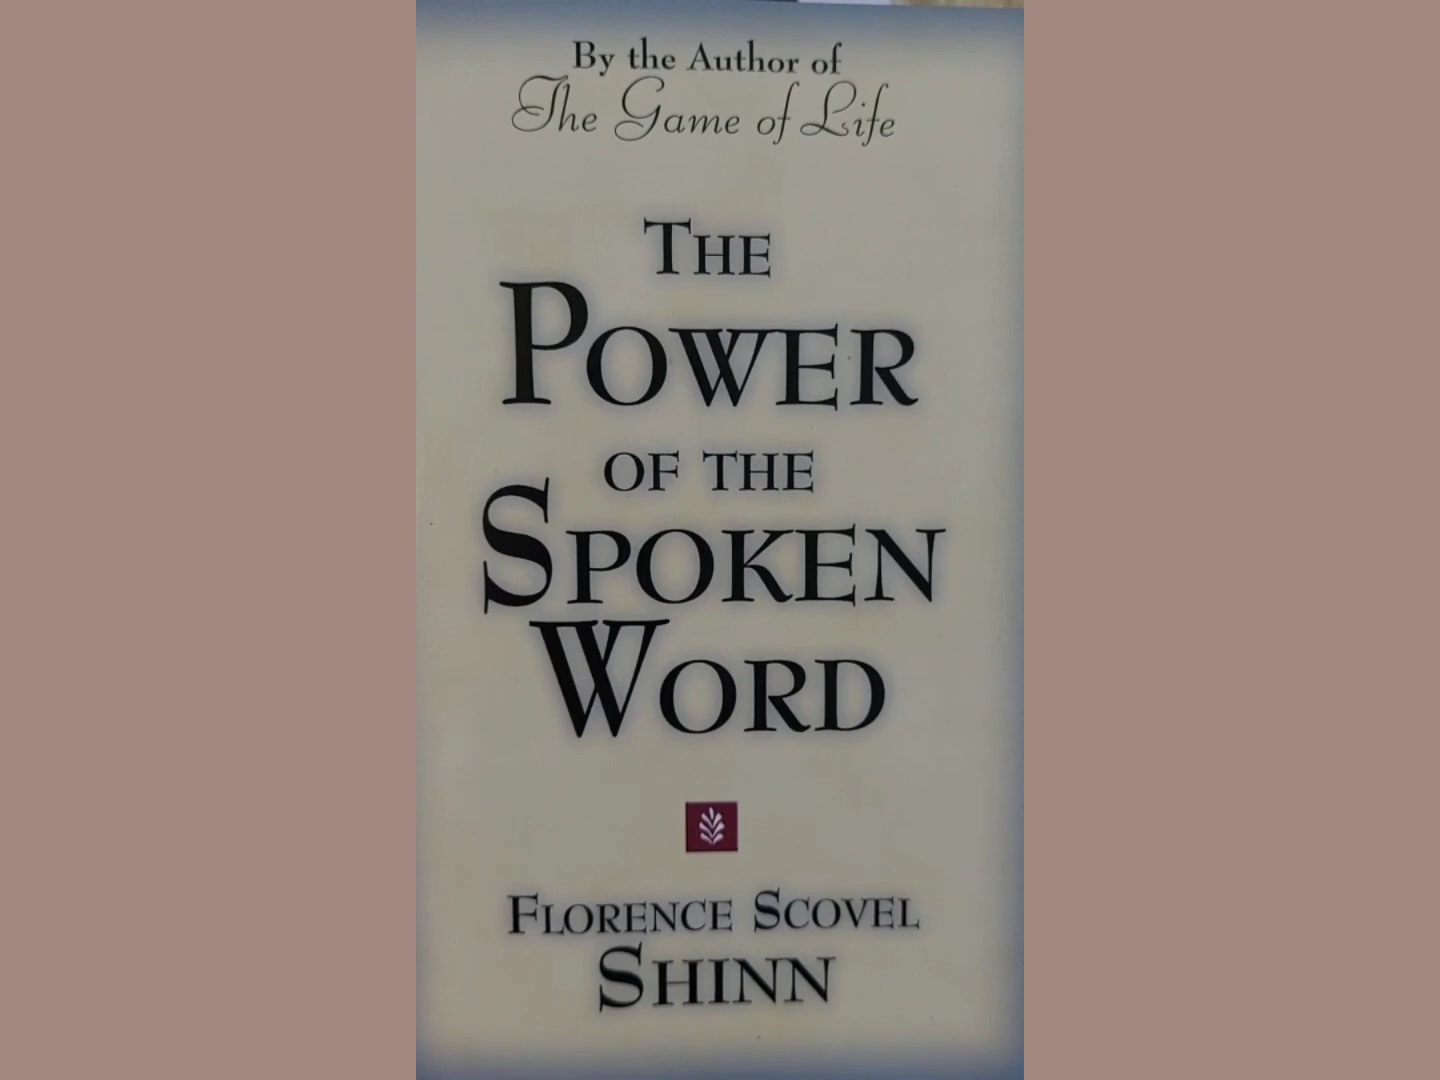 By the Author of
The Game of Life
THE
POWER
OF THE
SPOKEN
WORD
FLORENCE SCOVEL
SHINN